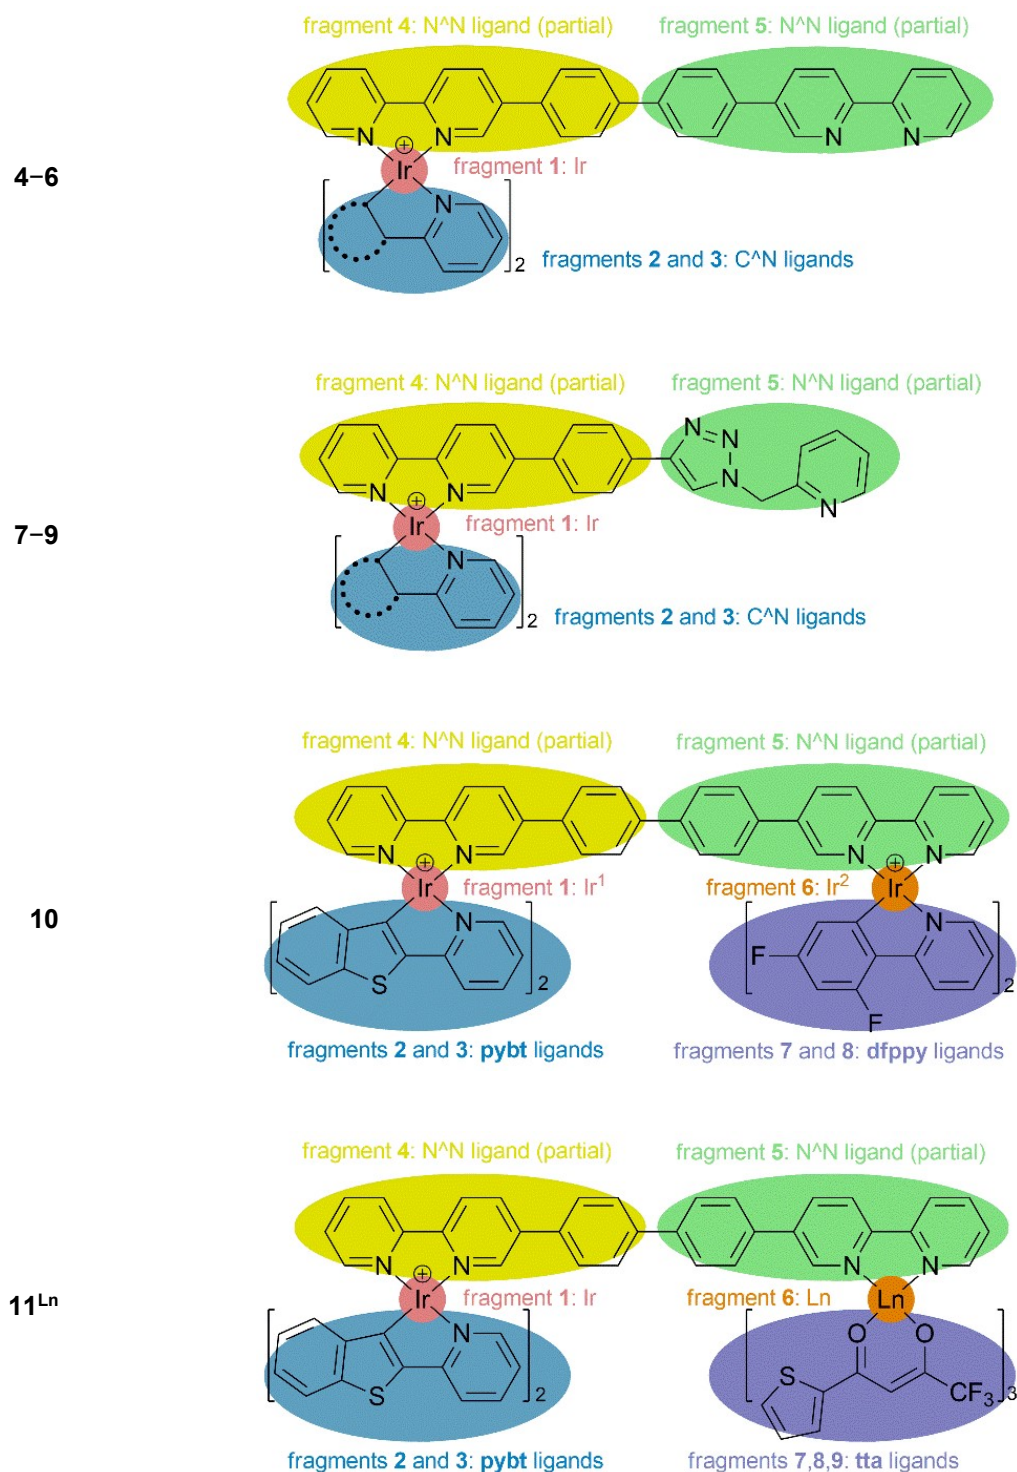 fragment 4: N^N ligand (partial) fragment 5: N^N ligand (partial)
N N N N
⊕
4–6 Ir fragment 1: Ir
N
2 fragments 2 and 3: C^N ligands
fragment 4: N^N ligand (partial) fragment 5: N^N ligand (partial)
N N
N
N N N
⊕
7–9 Ir fragment 1: Ir
N
2 fragments 2 and 3: C^N ligands
fragment 4: N^N ligand (partial) fragment 5: N^N ligand (partial)
N N N N
⊕ ⊕
10 Ir fragment 1: Ir¹ fragment 6: Ir² Ir
N N
S 2 F 2
F
fragments 2 and 3: pybt ligands fragments 7 and 8: dfppy ligands
fragment 4: N^N ligand (partial) fragment 5: N^N ligand (partial)
N N N N
⊕
11ᴸⁿ Ir fragment 1: Ir fragment 6: Ln Ln
N O O
S 2 S CF₃ 3
fragments 2 and 3: pybt ligands fragments 7,8,9: tta ligands